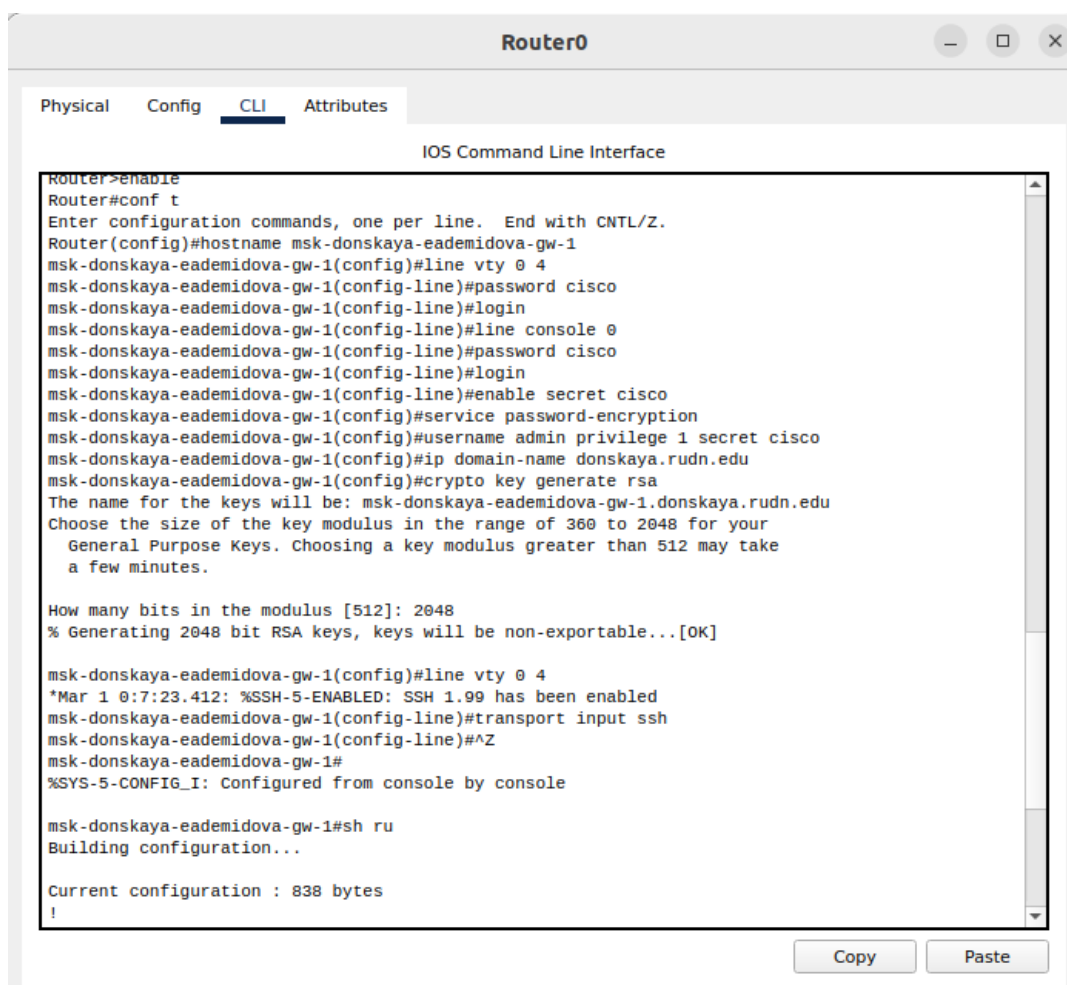 Router0
Physical Config CLI Attributes
IOS Command Line Interface
Router>enable
Router#conf t
Enter configuration commands, one per line.  End with CNTL/Z.
Router(config)#hostname msk-donskaya-eademidova-gw-1
msk-donskaya-eademidova-gw-1(config)#line vty 0 4
msk-donskaya-eademidova-gw-1(config-line)#password cisco
msk-donskaya-eademidova-gw-1(config-line)#login
msk-donskaya-eademidova-gw-1(config-line)#line console 0
msk-donskaya-eademidova-gw-1(config-line)#password cisco
msk-donskaya-eademidova-gw-1(config-line)#login
msk-donskaya-eademidova-gw-1(config-line)#enable secret cisco
msk-donskaya-eademidova-gw-1(config)#service password-encryption
msk-donskaya-eademidova-gw-1(config)#username admin privilege 1 secret cisco
msk-donskaya-eademidova-gw-1(config)#ip domain-name donskaya.rudn.edu
msk-donskaya-eademidova-gw-1(config)#crypto key generate rsa
The name for the keys will be: msk-donskaya-eademidova-gw-1.donskaya.rudn.edu
Choose the size of the key modulus in the range of 360 to 2048 for your
  General Purpose Keys. Choosing a key modulus greater than 512 may take
  a few minutes.

How many bits in the modulus [512]: 2048
% Generating 2048 bit RSA keys, keys will be non-exportable...[OK]

msk-donskaya-eademidova-gw-1(config)#line vty 0 4
*Mar 1 0:7:23.412: %SSH-5-ENABLED: SSH 1.99 has been enabled
msk-donskaya-eademidova-gw-1(config-line)#transport input ssh
msk-donskaya-eademidova-gw-1(config-line)#^Z
msk-donskaya-eademidova-gw-1#
%SYS-5-CONFIG_I: Configured from console by console

msk-donskaya-eademidova-gw-1#sh ru
Building configuration...

Current configuration : 838 bytes
!
Copy Paste